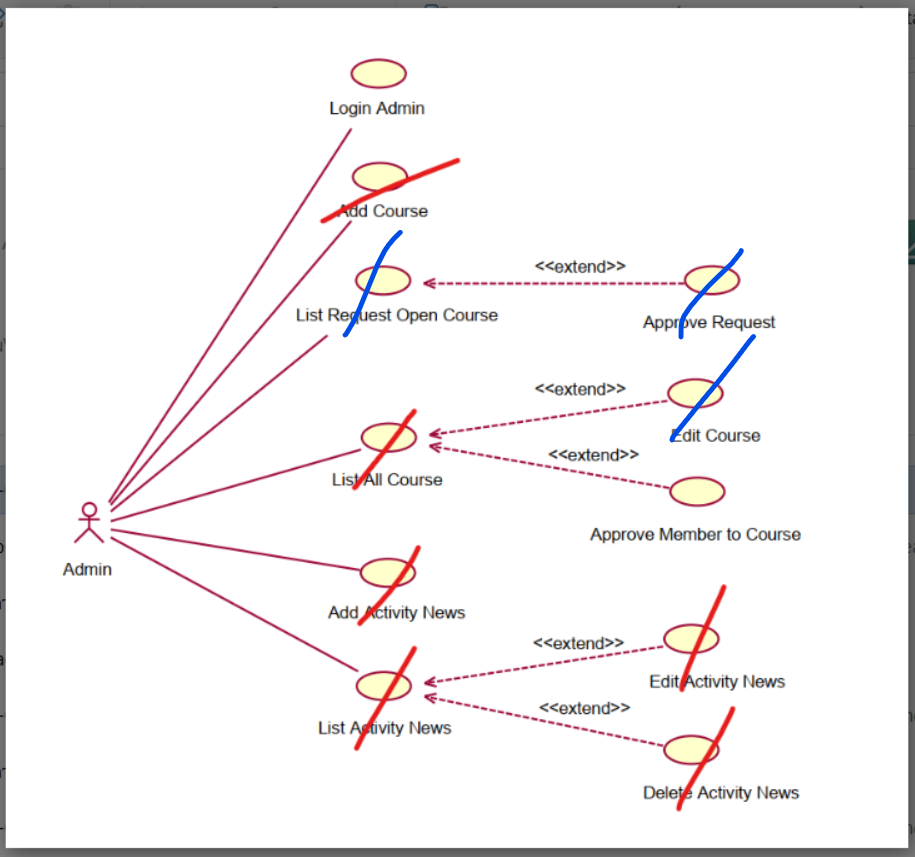 Login Admin
Add Course
<<extend>>
List Request Open Course
Approve Request
<<extend>>
Edit Course
<<extend>>
List All Course
Approve Member to Course
Admin
Add Activity News
<<extend>>
Edit Activity News
<<extend>>
List Activity News
Delete Activity News